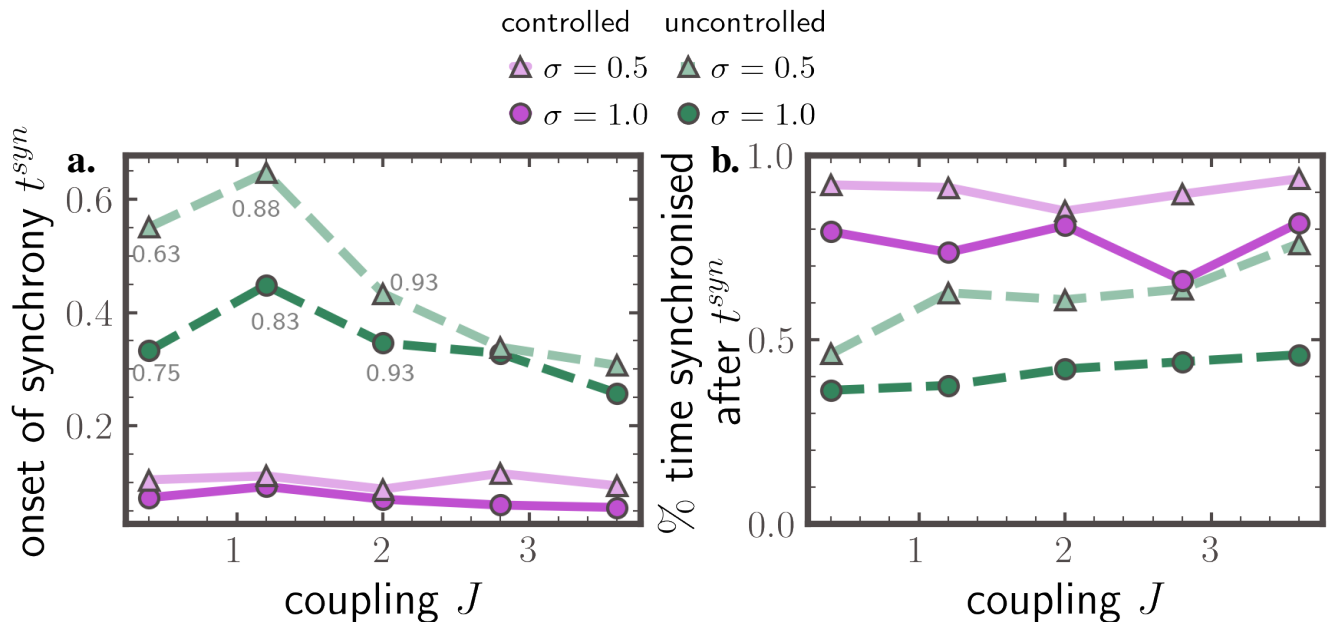 controlled uncontrolled
σ = 0.5 σ = 0.5
σ = 1.0 σ = 1.0
a.
onset of synchrony t^{syn}
0.6
0.4
0.2
0.63
0.88
0.93
0.75
0.83
0.93
1 2 3
coupling J
b.
% time synchronised
after t^{syn}
1.0
0.5
0.0
1 2 3
coupling J